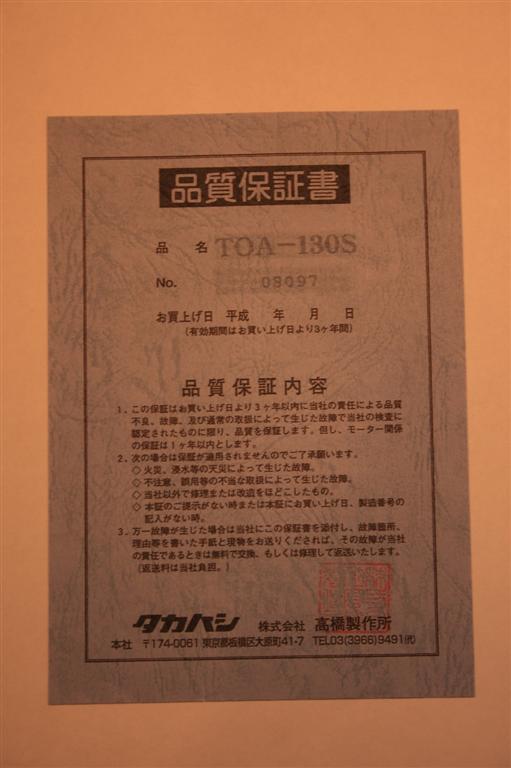 品質保証書
品 名 TOA-130S
No. 08097
お買上げ日 平成 年 月 日
(有効期間はお買い上げ日より3ヶ年間)
品質保証内容
1. この保証はお買い上げ日より3ヶ年以内に当社の責任による品質
不良、故障、及び通常の取扱によって生じた故障で当社の検査に
認定されたものに限り、品質を保証します。但し、モーター関係
の保証は1ヶ年以内とします。
2. 次の場合は保証が適用されませんのでご了承願います。
◇火災、浸水等の天災によって生じた故障。
◇不注意、誤用等の不当な取扱によって生じた故障。
◇当社以外で修理または改造をほどこしたもの。
◇本証のご提示がない時または本証にお買い上げ日、製造番号の
記入がない時。
3. 万一故障が生じた場合は当社にこの保証書を添付し、故障箇所、
理由等を書いた手紙と現物をお送りくだされば、その故障が当社
の責任であるときは無料で交換、もしくは修理して返送いたします。
(返送料は当社負担。)
タカハシ 株式会社 高橋製作所
本社 〒174-0061 東京都板橋区大原町41-7 TEL03(3966)9491(代)